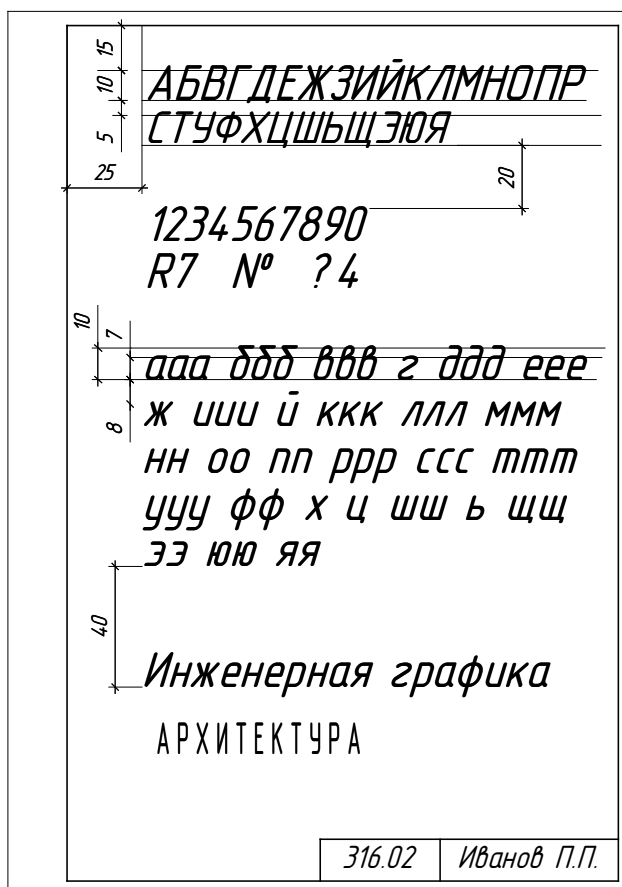 15
10
АБВГДЕЖЗИЙКЛМНОПР
5
СТУФХЦШЬЩЭЮЯ
25
20
1234567890
R7 № ?4
10
7
ааа ббб ввв г ддд еее
8
ж иии й ккк ллл ммм
нн оо пп ррр ссс ттт
ууу фф х ц шш ь щщ
ээ юю яя
40
Инженерная графика
АРХИТЕКТУРА
316.02 Иванов П.П.